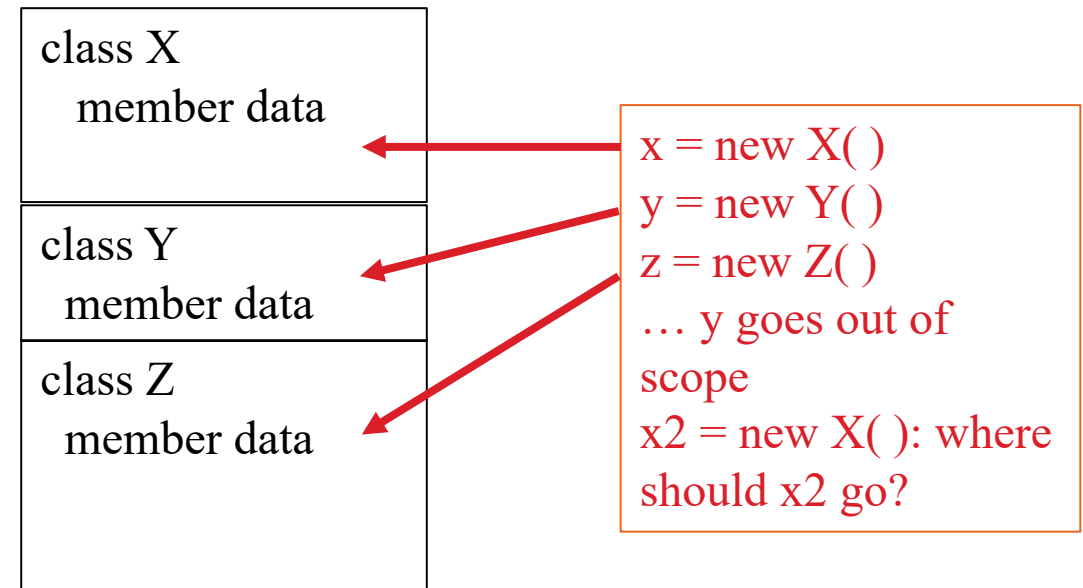 class X
member data
class Y
member data
class Z
member data
x = new X( )
y = new Y( )
z = new Z( )
… y goes out of
scope
x2 = new X( ): where
should x2 go?